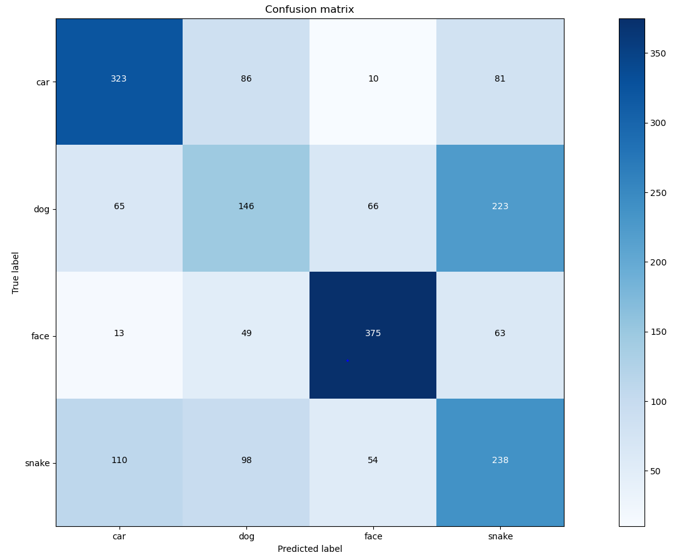 Confusion matrix
car 323 86 10 81
dog 65 146 66 223
face 13 49 375 63
snake 110 98 54 238
car dog face snake
True label
Predicted label
350
300
250
200
150
100
50